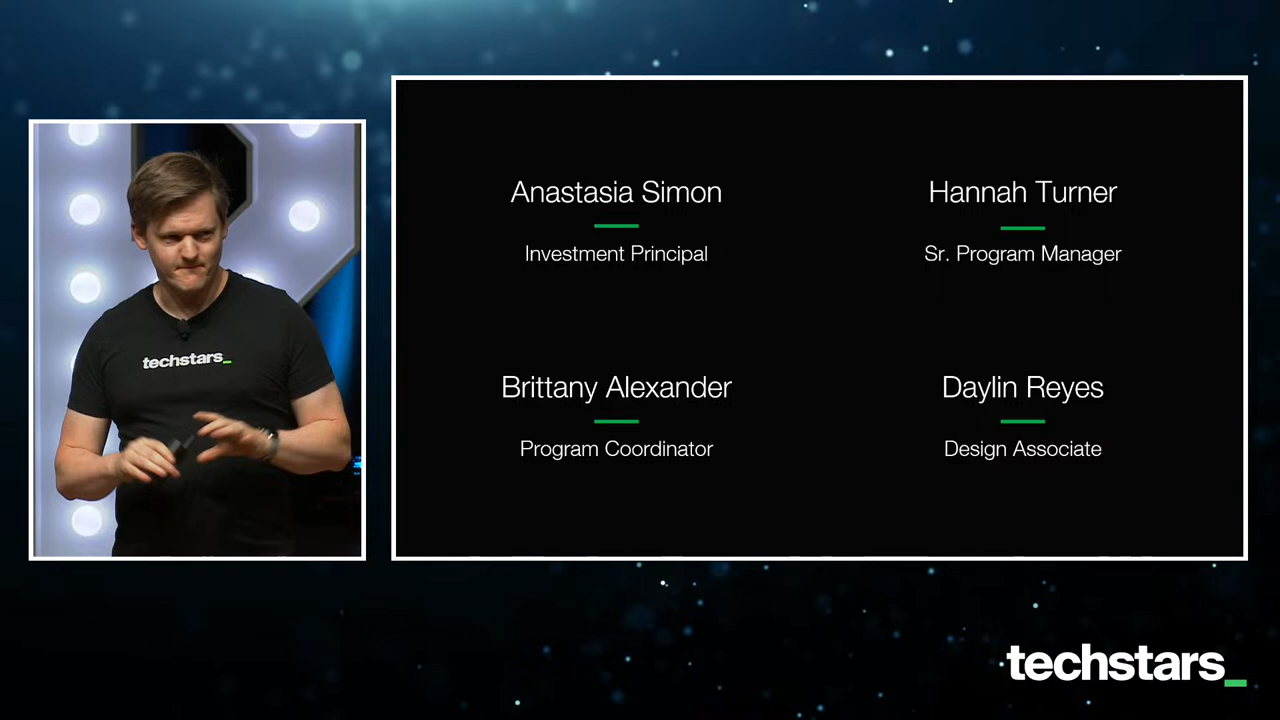 techstars_
Anastasia Simon
Investment Principal
Hannah Turner
Sr. Program Manager
Brittany Alexander
Program Coordinator
Daylin Reyes
Design Associate
techstars_